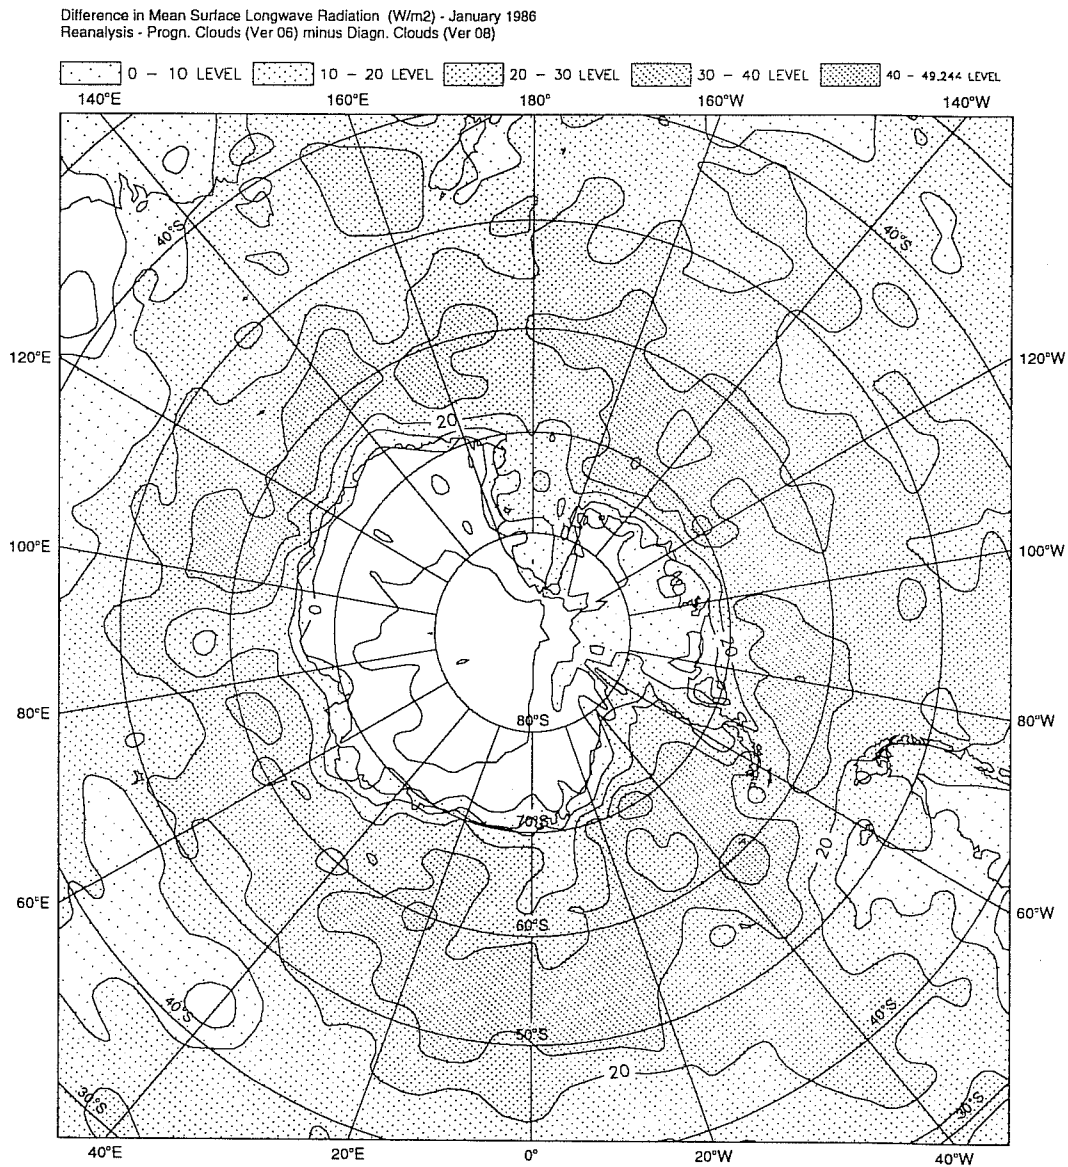 Difference in Mean Surface Longwave Radiation (W/m2) - January 1986
Reanalysis - Progn. Clouds (Ver 06) minus Diagn. Clouds (Ver 08)
0 - 10 LEVEL 10 - 20 LEVEL 20 - 30 LEVEL 30 - 40 LEVEL 40 - 49.244 LEVEL
140°E 160°E 180° 160°W 140°W
40°S 40°S
120°E 120°W
20
100°E 100°W
20
80°E 80°S 80°W
70°S
20
60°E 60°S 60°W
40°S 50°S 40°S
20
30°S 30°S
40°E 20°E 0° 20°W 40°W